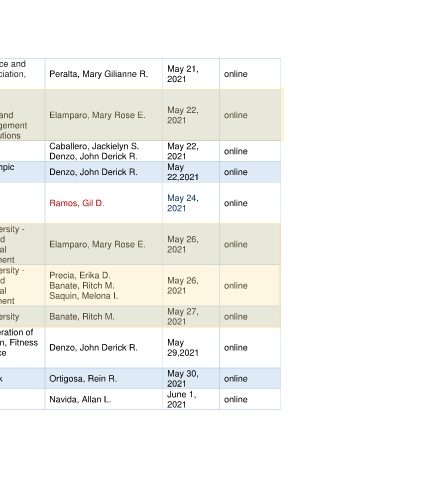 ce and
ciation,
Peralta, Mary Gilianne R.
May 21,
2021
online
and
gement
utions
Elamparo, Mary Rose E.
May 22,
2021
online
Caballero, Jackielyn S.
Denzo, John Derick R.
May 22,
2021
online
mpic
Denzo, John Derick R.
May
22,2021
online
Ramos, Gil D.
May 24,
2021
online
ersity -
d
al
ment
Elamparo, Mary Rose E.
May 26,
2021
online
ersity -
d
al
ment
Precia, Erika D.
Banate, Ritch M.
Saquin, Melona I.
May 26,
2021
online
ersity
Banate, Ritch M.
May 27,
2021
online
eration of
n, Fitness
ce
Denzo, John Derick R.
May
29,2021
online
k
Ortigosa, Rein R.
May 30,
2021
online
Navida, Allan L.
June 1,
2021
online